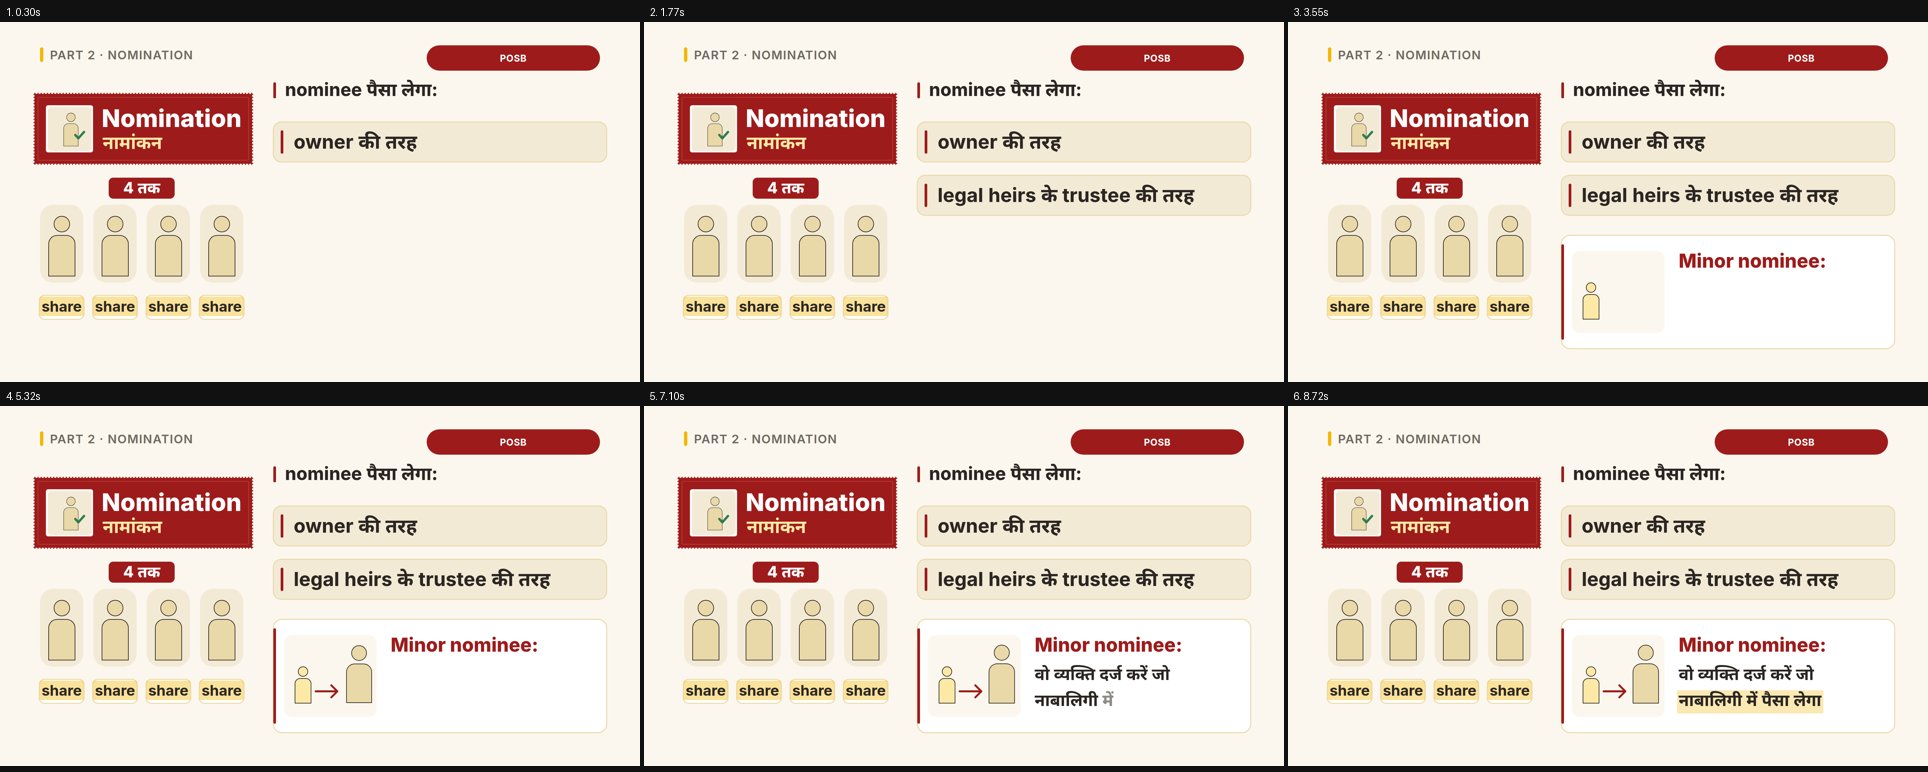 1. 0.30s
PART 2 · NOMINATION
POSB
nominee पैसा लेगा:
Nomination
नामांकन
owner की तरह
4 तक
share share share share
2. 1.77s
PART 2 · NOMINATION
POSB
nominee पैसा लेगा:
Nomination
नामांकन
owner की तरह
legal heirs के trustee की तरह
4 तक
share share share share
3. 3.55s
PART 2 · NOMINATION
POSB
nominee पैसा लेगा:
Nomination
नामांकन
owner की तरह
legal heirs के trustee की तरह
4 तक
share share share share
Minor nominee:
4. 5.32s
PART 2 · NOMINATION
POSB
nominee पैसा लेगा:
Nomination
नामांकन
owner की तरह
legal heirs के trustee की तरह
4 तक
share share share share
Minor nominee:
5. 7.10s
PART 2 · NOMINATION
POSB
nominee पैसा लेगा:
Nomination
नामांकन
owner की तरह
legal heirs के trustee की तरह
4 तक
share share share share
Minor nominee:
वो व्यक्ति दर्ज करें जो
नाबालिगी में
6. 8.72s
PART 2 · NOMINATION
POSB
nominee पैसा लेगा:
Nomination
नामांकन
owner की तरह
legal heirs के trustee की तरह
4 तक
share share share share
Minor nominee:
वो व्यक्ति दर्ज करें जो
नाबालिगी में पैसा लेगा